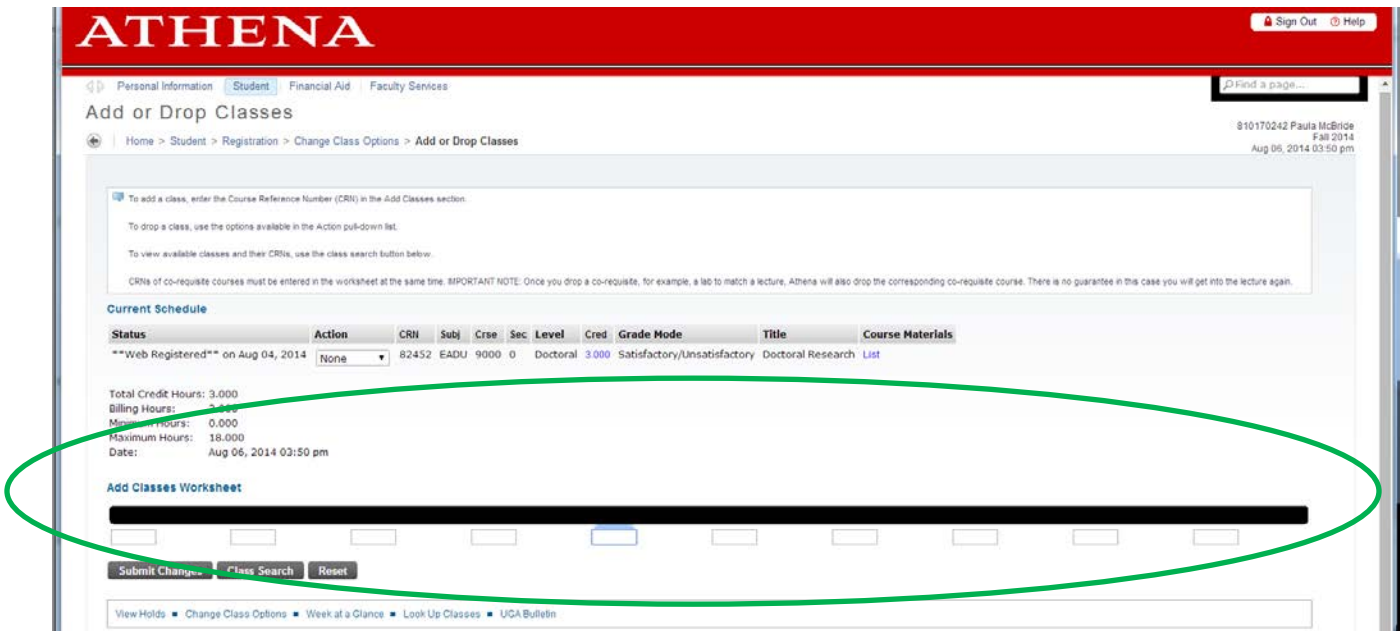 ATHENA
Sign Out Help
Personal Information Student Financial Aid Faculty Services
Find a page...
Add or Drop Classes
810170242 Paula McBride
Fall 2014
Aug 06, 2014 03:50 pm
Home > Student > Registration > Change Class Options > Add or Drop Classes
To add a class, enter the Course Reference Number (CRN) in the Add Classes section.
To drop a class, use the options available in the Action pull-down list.
To view available classes and their CRNs, use the class search button below.
CRNs of co-requisite courses must be entered in the worksheet at the same time. IMPORTANT NOTE: Once you drop a co-requisite, for example, a lab to match a lecture, Athena will also drop the corresponding co-requisite course. There is no guarantee in this case you will get into the lecture again.
Current Schedule
Status Action CRN Subj Crse Sec Level Cred Grade Mode Title Course Materials
**Web Registered** on Aug 04, 2014 None 82452 EADU 9000 0 Doctoral 3.000 Satisfactory/Unsatisfactory Doctoral Research List
Total Credit Hours: 3.000
Billing Hours:
Minimum Hours: 0.000
Maximum Hours: 18.000
Date: Aug 06, 2014 03:50 pm
Add Classes Worksheet
Submit Changes Class Search Reset
View Holds Change Class Options Week at a Glance Look Up Classes UGA Bulletin